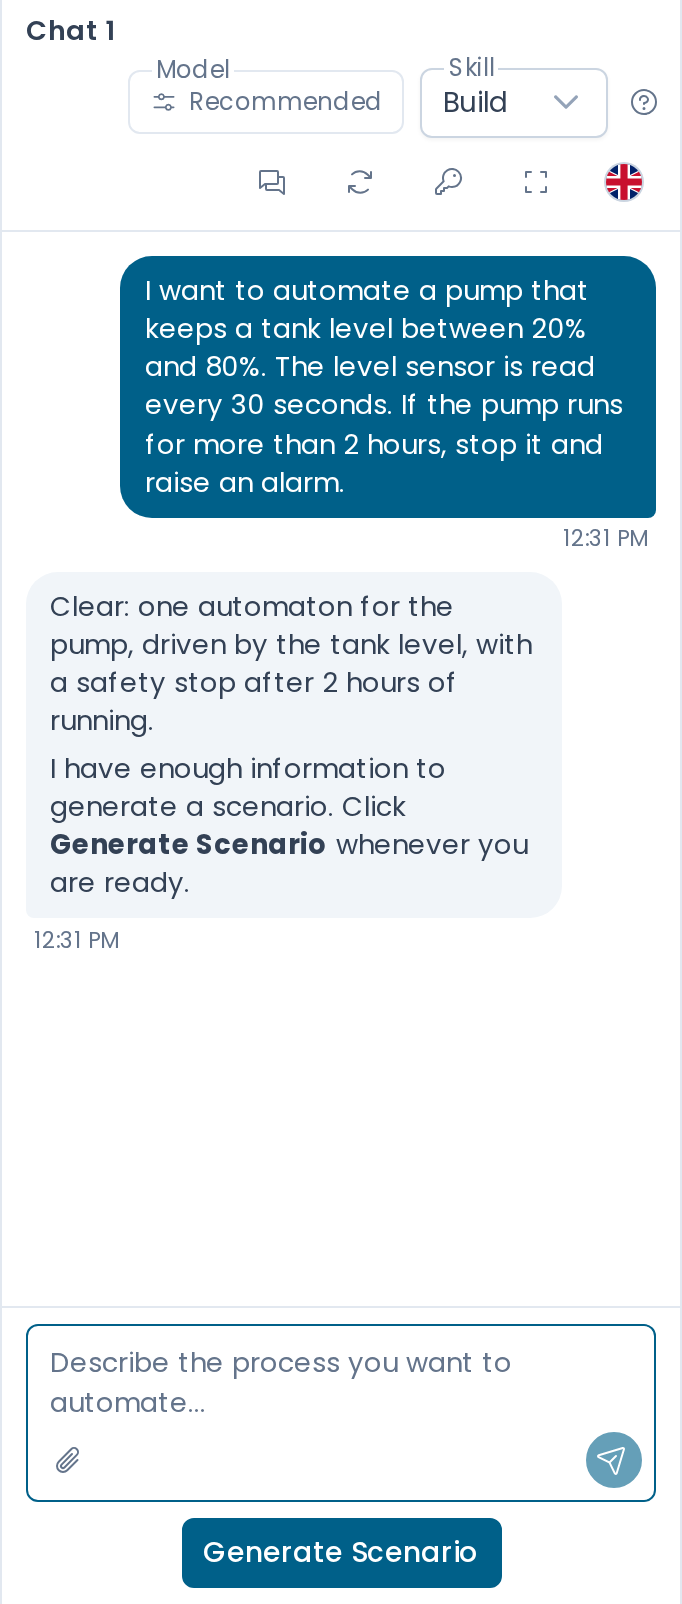 Chat 1
Model
Recommended
Skill
Build
I want to automate a pump that
keeps a tank level between 20%
and 80%. The level sensor is read
every 30 seconds. If the pump runs
for more than 2 hours, stop it and
raise an alarm.
12:31 PM
Clear: one automaton for the
pump, driven by the tank level, with
a safety stop after 2 hours of
running.
I have enough information to
generate a scenario. Click
Generate Scenario whenever you
are ready.
12:31 PM
Describe the process you want to
automate...
Generate Scenario